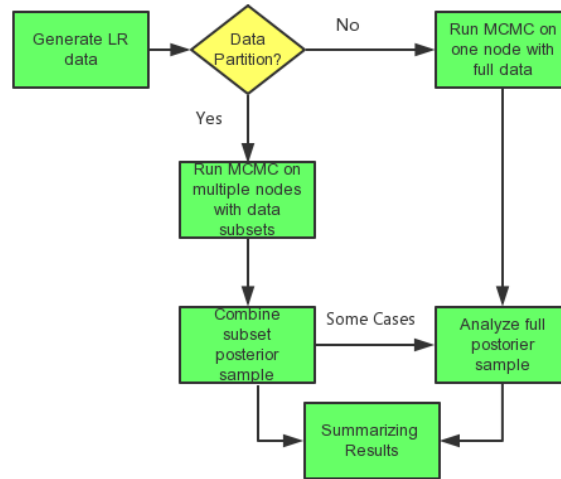 Generate LR
data
Data
Partition?
No
Run MCMC on
one node with
full data
Yes
Run MCMC on
multiple nodes
with data
subsets
Combine
subset
posterior
sample
Some Cases
Analyze full
postorier
sample
Summarizing
Results